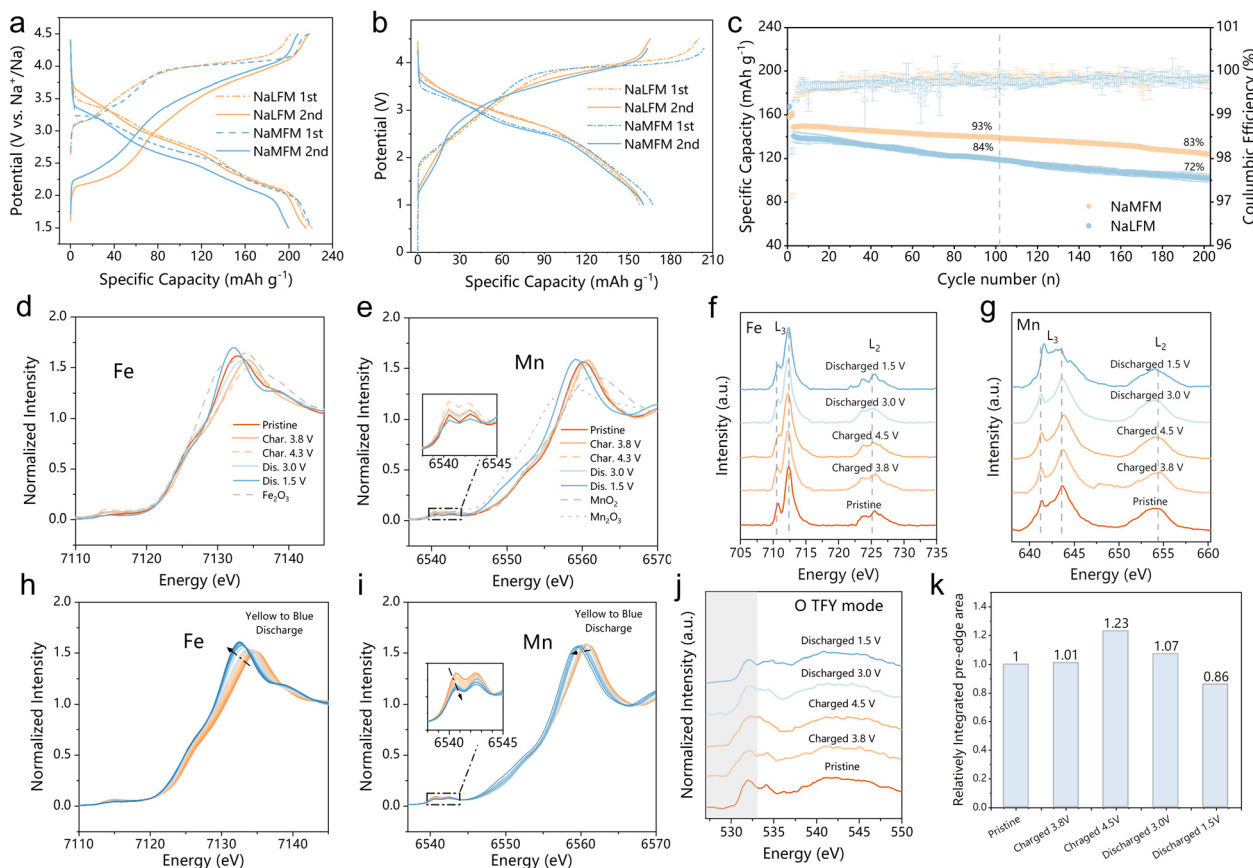 a
4.5
4.0
3.5
3.0
2.5
2.0
1.5
Potential (V vs. Na⁺/Na)
NaLFM 1st
NaLFM 2nd
NaMFM 1st
NaMFM 2nd
0 40 80 120 160 200 240
Specific Capacity (mAh g⁻¹)
b
4
3
2
1
0
Potential (V)
NaLFM 1st
NaLFM 2nd
NaMFM 1st
NaMFM 2nd
0 30 60 90 120 150 180 210
Specific Capacity (mAh g⁻¹)
c
240
200
160
120
80
40
Specific Capacity (mAh g⁻¹)
93%
84%
83%
72%
NaMFM
NaLFM
101
100
99
98
97
96
Coulumbic Efficiency (%)
0 20 40 60 80 100 120 140 160 180 200
Cycle number (n)
d
2.0
1.5
1.0
0.5
0.0
Normalized Intensity
Fe
Pristine
Char. 3.8 V
Char. 4.3 V
Dis. 3.0 V
Dis. 1.5 V
Fe₂O₃
7110 7120 7130 7140
Energy (eV)
e
2.0
1.5
1.0
0.5
0.0
Normalized Intensity
Mn
6540 6545
Pristine
Char. 3.8 V
Char. 4.3 V
Dis. 3.0 V
Dis. 1.5 V
MnO₂
Mn₂O₃
6540 6550 6560 6570
Energy (eV)
f
Fe
L₃
L₂
Intensity (a.u.)
Discharged 1.5 V
Discharged 3.0 V
Charged 4.5 V
Charged 3.8 V
Pristine
705 710 715 720 725 730 735
Energy (eV)
g
Mn
L₃
L₂
Intensity (a.u.)
Discharged 1.5 V
Discharged 3.0 V
Charged 4.5 V
Charged 3.8 V
Pristine
640 645 650 655 660
Energy (eV)
h
2.0
1.5
1.0
0.5
0.0
Normalized Intensity
Fe
Yellow to Blue
Discharge
7110 7120 7130 7140
Energy (eV)
i
2.0
1.5
1.0
0.5
0.0
Normalized Intensity
Mn
Yellow to Blue
Discharge
6540 6545
6540 6550 6560 6570
Energy (eV)
j
O TFY mode
Normalized Intensity (a.u.)
Discharged 1.5 V
Discharged 3.0 V
Charged 4.5 V
Charged 3.8 V
Pristine
530 535 540 545 550
Energy (eV)
k
1.4
1.2
1.0
0.8
0.6
0.4
0.2
0.0
Relatively Integrated pre-edge area
1
1.01
1.23
1.07
0.86
Pristine
Charged 3.8V
Chraged 4.5V
Discharged 3.0V
Discharged 1.5V